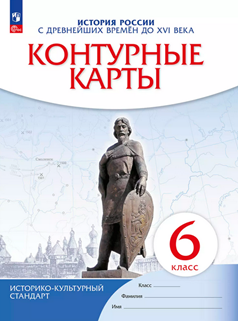 ИСТОРИЯ РОССИИ
С ДРЕВНЕЙШИХ ВРЕМЁН ДО XVI ВЕКА
КОНТУРНЫЕ
КАРТЫ
6
КЛАСС
ИСТОРИКО-КУЛЬТУРНЫЙ
СТАНДАРТ
Класс
Фамилия
Имя